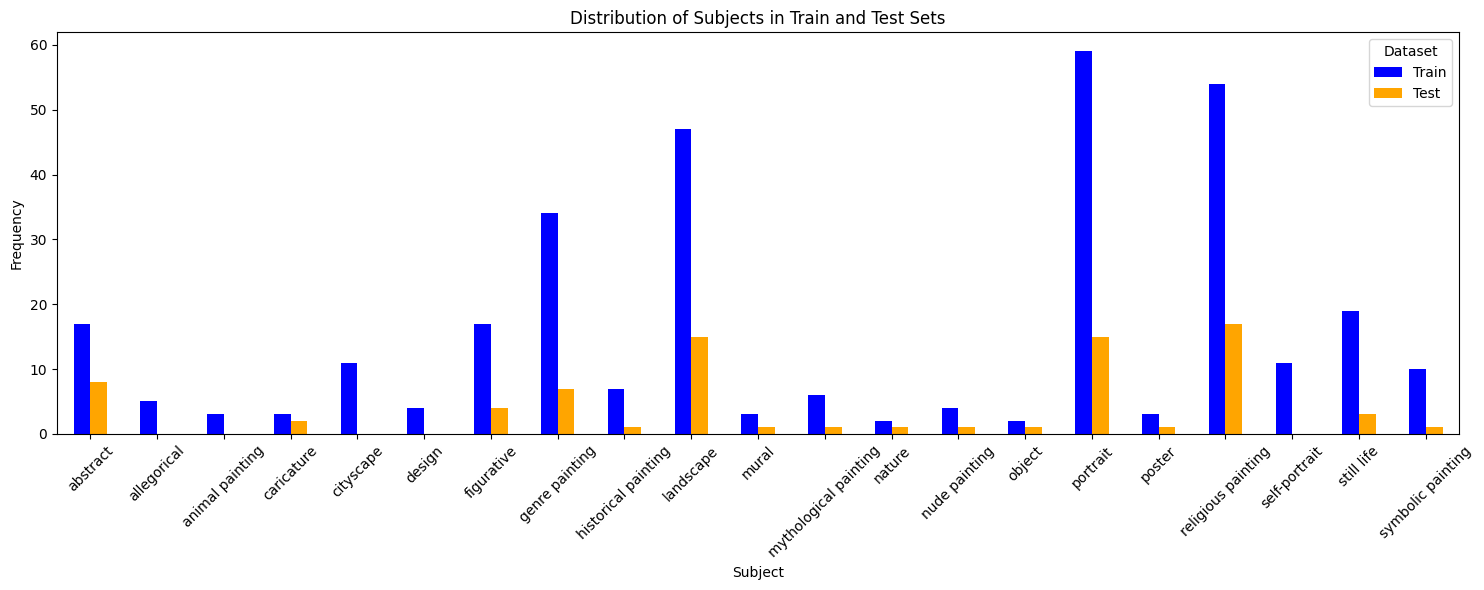 Distribution of Subjects in Train and Test Sets
Dataset
Train
Test
Frequency
60
50
40
30
20
10
0
abstract
allegorical
animal painting
caricature
cityscape
design
figurative
genre painting
historical painting
landscape
mural
mythological painting
nature
nude painting
object
portrait
poster
religious painting
self-portrait
still life
symbolic painting
Subject